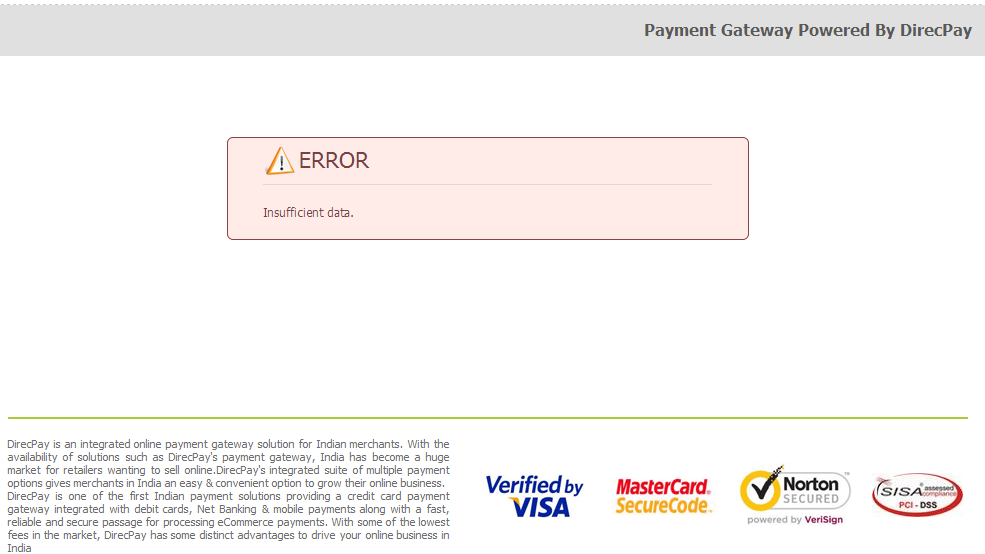 Payment Gateway Powered By DirecPay
ERROR
Insufficient data.
DirecPay is an integrated online payment gateway solution for Indian merchants. With the
availability of solutions such as DirecPay's payment gateway, India has become a huge
market for retailers wanting to sell online.DirecPay's integrated suite of multiple payment
options gives merchants in India an easy & convenient option to grow their online business.
DirecPay is one of the first Indian payment solutions providing a credit card payment
gateway integrated with debit cards, Net Banking & mobile payments along with a fast,
reliable and secure passage for processing eCommerce payments. With some of the lowest
fees in the market, DirecPay has some distinct advantages to drive your online business in
India
Verified by
VISA
MasterCard.
SecureCode.
Norton
SECURED
powered by VeriSign
SISA assessed
compliance
PCI - DSS